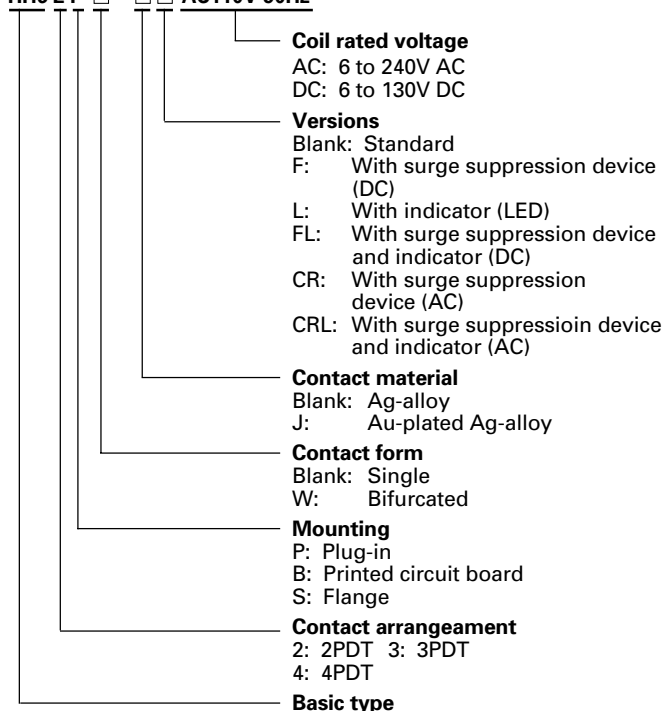 Coil rated voltage
AC: 6 to 240V AC
DC: 6 to 130V DC
Versions
Blank: Standard
F: With surge suppression device
(DC)
L: With indicator (LED)
FL: With surge suppression device
and indicator (DC)
CR: With surge suppression
device (AC)
CRL: With surge suppressioin device
and indicator (AC)
Contact material
Blank: Ag-alloy
J: Au-plated Ag-alloy
Contact form
Blank: Single
W: Bifurcated
Mounting
P: Plug-in
B: Printed circuit board
S: Flange
Contact arrangeament
2: 2PDT 3: 3PDT
4: 4PDT
Basic type